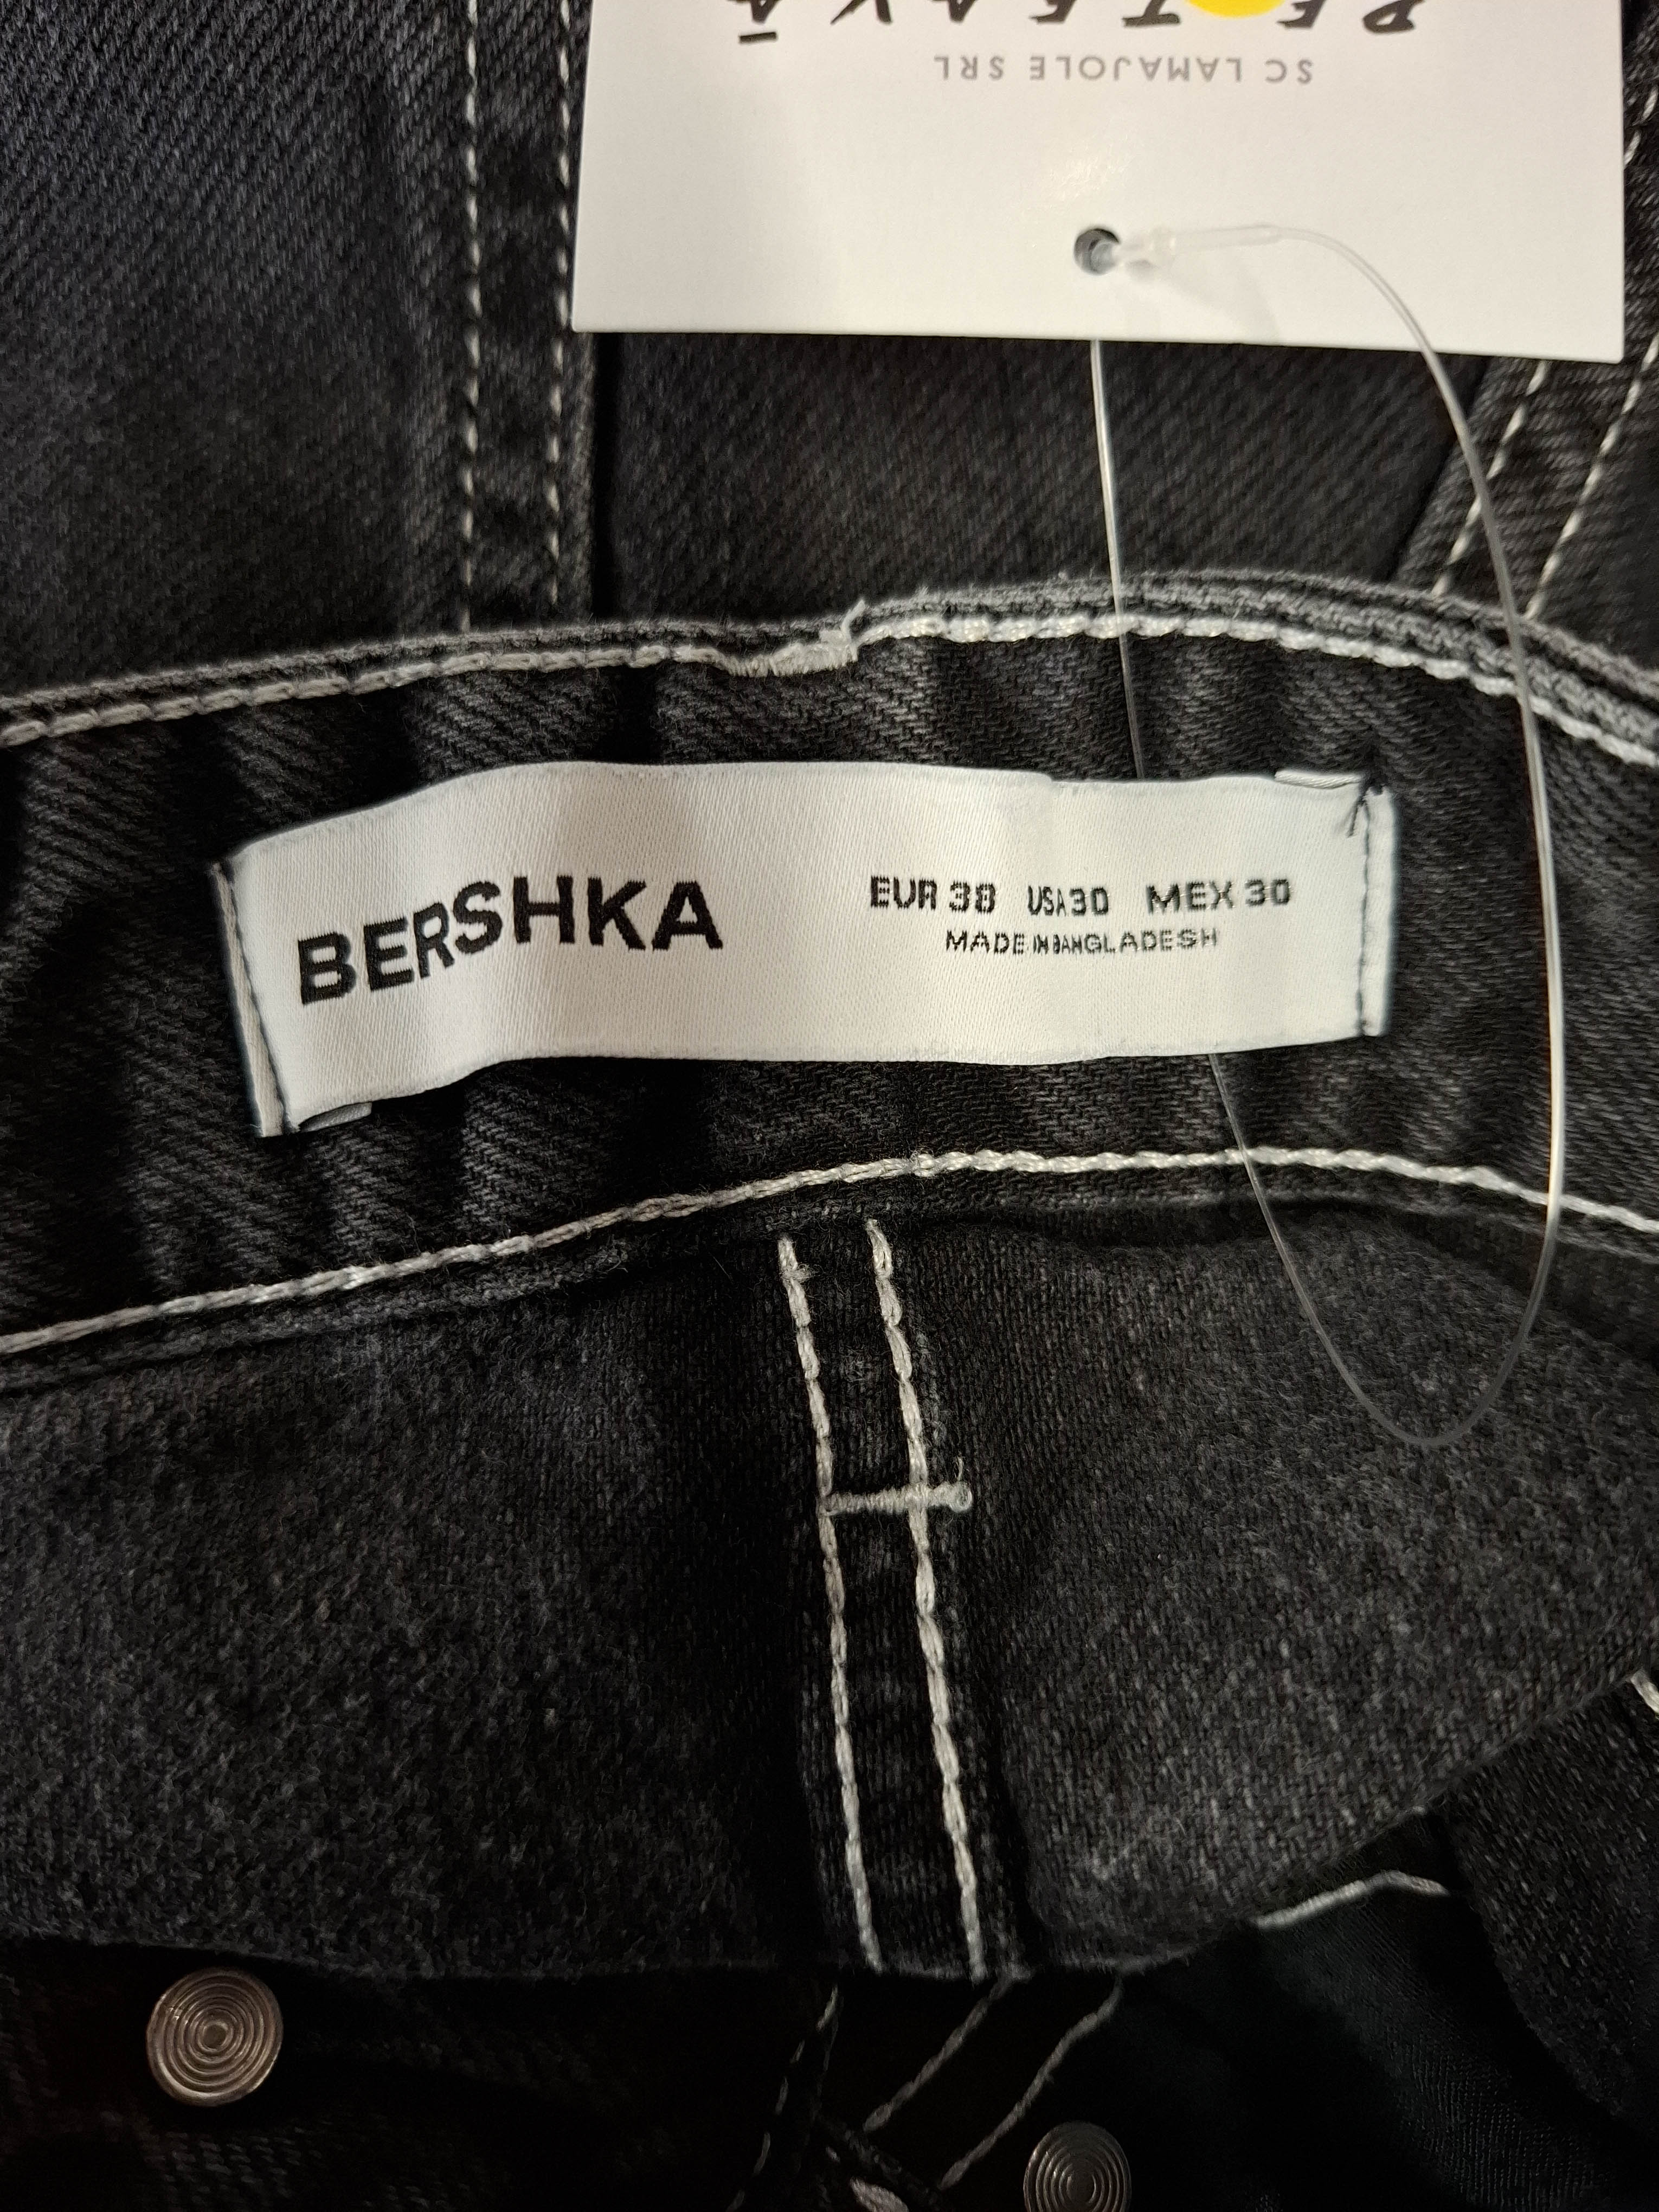 SC LAMAJOLE SRL
BERSHKA
EUR 38 USA 30 MEX 30
MADE IN BANGLADESH